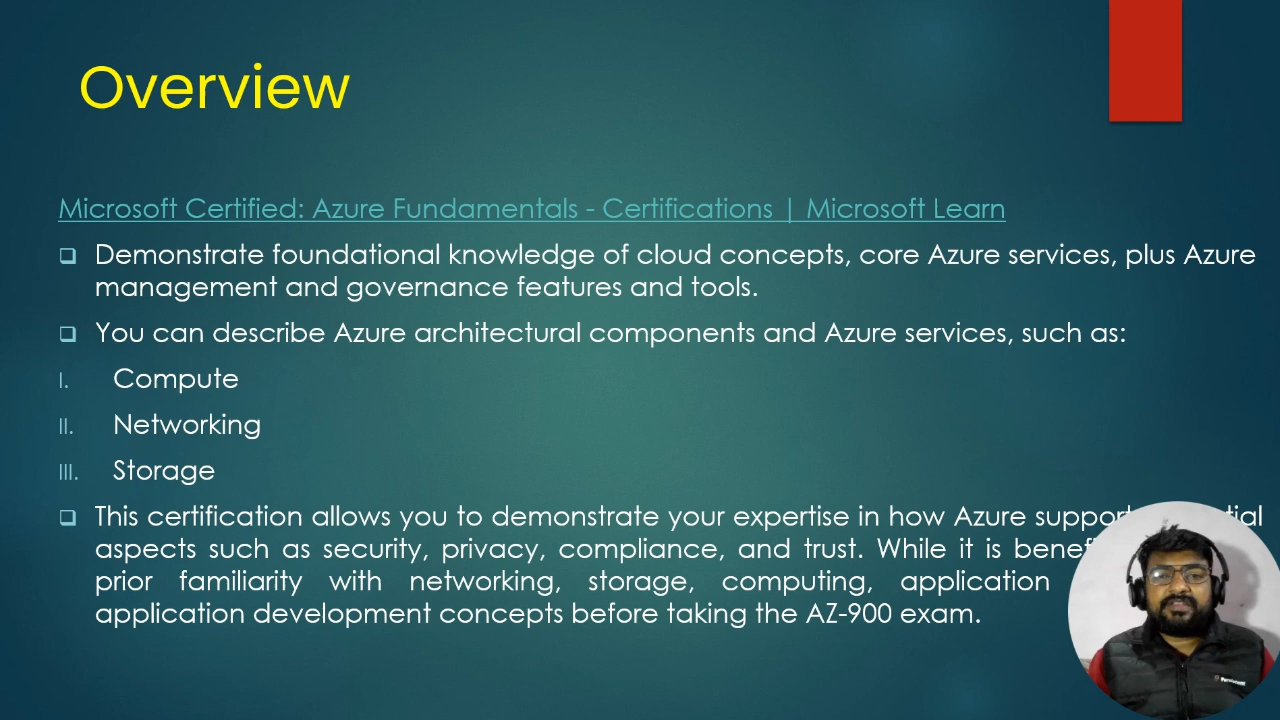 Overview
Microsoft Certified: Azure Fundamentals - Certifications | Microsoft Learn
Demonstrate foundational knowledge of cloud concepts, core Azure services, plus Azure
management and governance features and tools.
You can describe Azure architectural components and Azure services, such as:
I. Compute
II. Networking
III. Storage
This certification allows you to demonstrate your expertise in how Azure
aspects such as security, privacy, compliance, and trust. While it is
prior familiarity with networking, storage, computing, application
application development concepts before taking the AZ-900 exam.